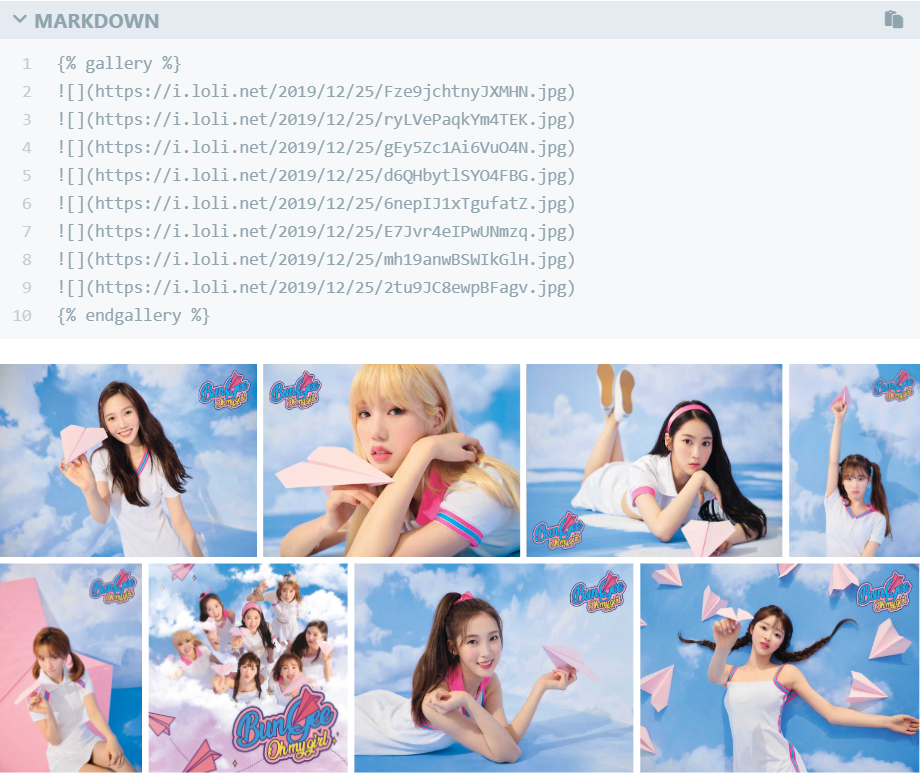 MARKDOWN
1 {% gallery %}
2 ![](https://i.loli.net/2019/12/25/Fze9jchtnyJXMHN.jpg)
3 ![](https://i.loli.net/2019/12/25/ryLVePaqkYm4TEK.jpg)
4 ![](https://i.loli.net/2019/12/25/gEy5Zc1Ai6VuO4N.jpg)
5 ![](https://i.loli.net/2019/12/25/d6QHbytlSYO4FBG.jpg)
6 ![](https://i.loli.net/2019/12/25/6nepIJ1xTgufatZ.jpg)
7 ![](https://i.loli.net/2019/12/25/E7Jvr4eIPwUNmzq.jpg)
8 ![](https://i.loli.net/2019/12/25/mh19anwBSWIkGlH.jpg)
9 ![](https://i.loli.net/2019/12/25/2tu9JC8ewpBFagv.jpg)
10 {% endgallery %}
BunGee
Oh my girl
BunGee
Oh my girl
BunGee
Oh my girl
BunGee
Oh my girl
BunGee
Oh my girl
BunGee
Oh my girl
BunGee
Oh my girl
BunGee
Oh my girl